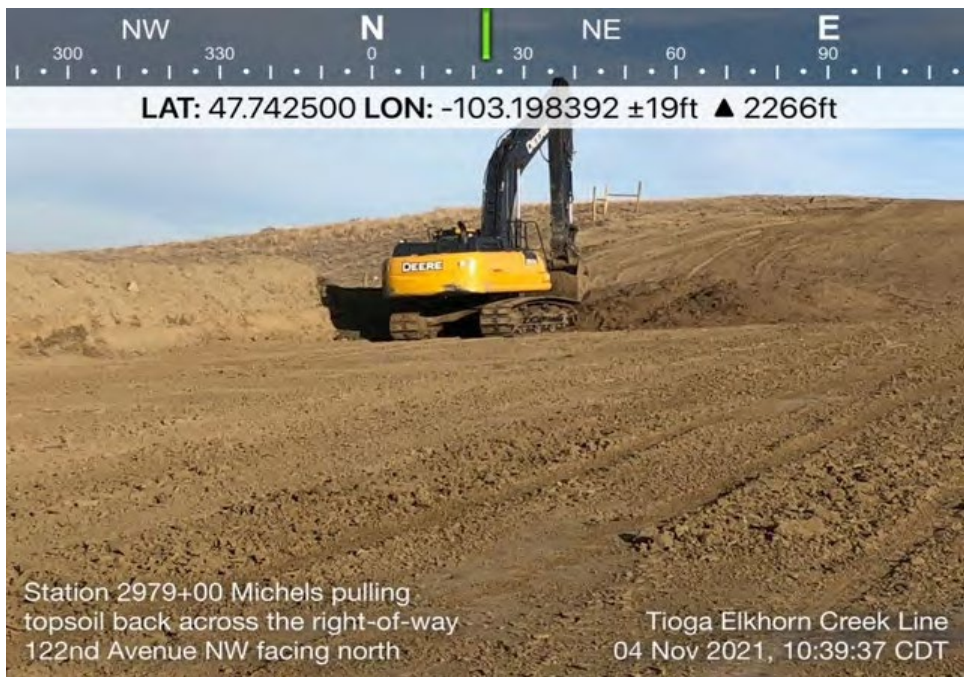 NW N NE E
300 330 0 30 60 90
LAT: 47.742500 LON: -103.198392 ±19ft ▲ 2266ft
DEERE
DEERE
Station 2979+00 Michels pulling
topsoil back across the right-of-way
122nd Avenue NW facing north
Tioga Elkhorn Creek Line
04 Nov 2021, 10:39:37 CDT